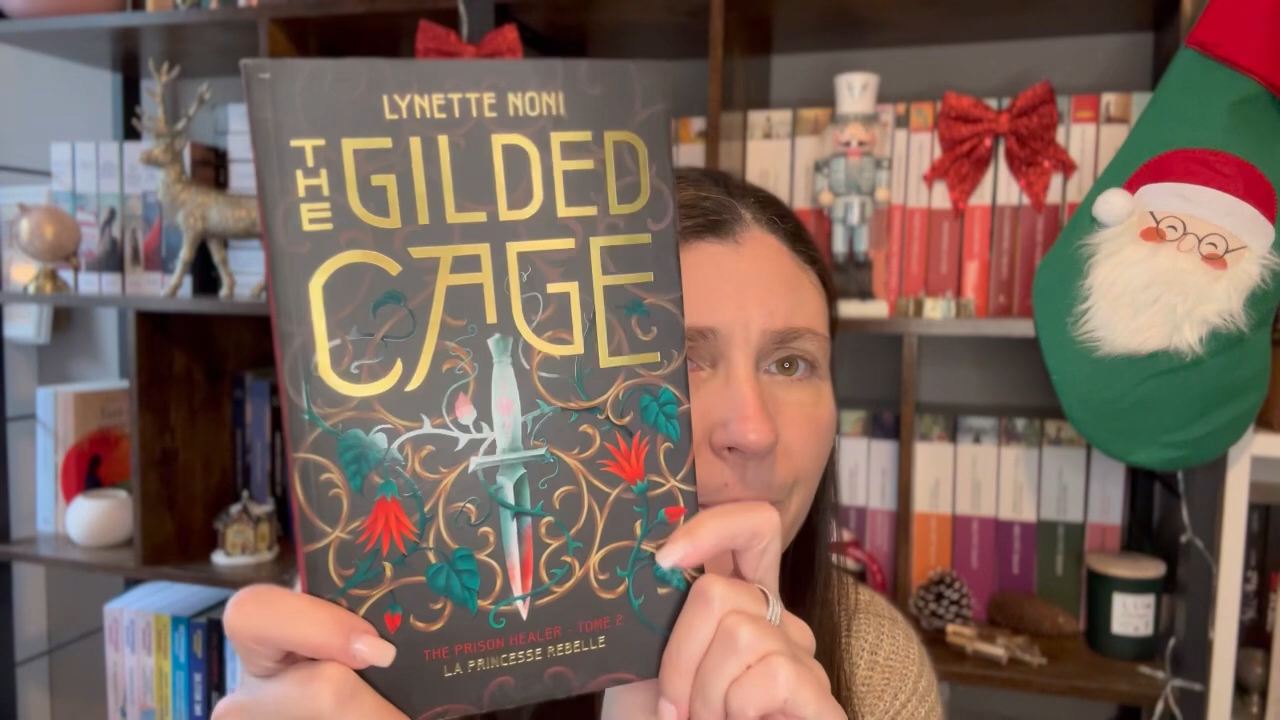 LYNETTE NONI
THE GILDED
CAGE
THE PRISON HEALER - TOME 2
LA PRINCESSE REBELLE